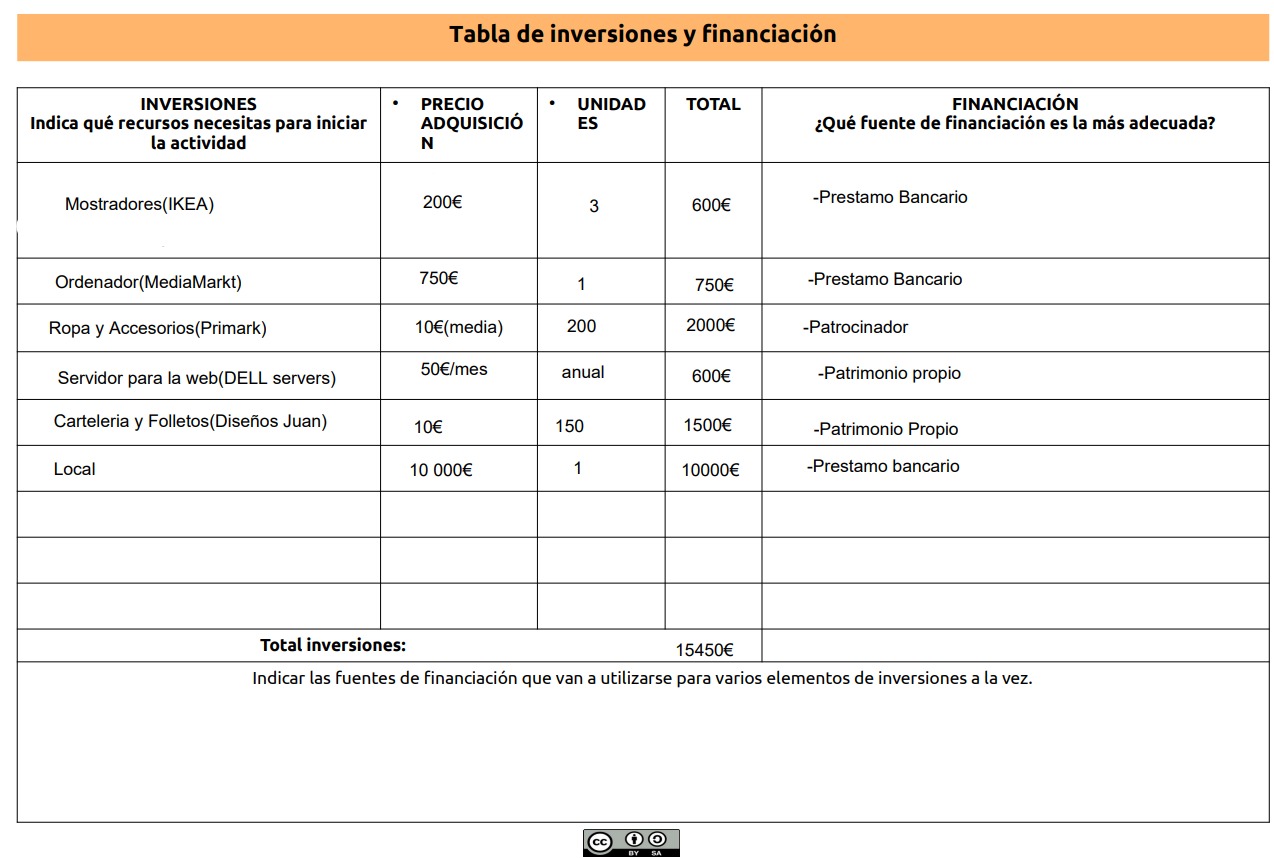 Tabla de inversiones y financiación
INVERSIONES
Indica qué recursos necesitas para iniciar
la actividad
• PRECIO
ADQUISICIÓ
N
• UNIDAD
ES
TOTAL
FINANCIACIÓN
¿Qué fuente de financiación es la más adecuada?
Mostradores(IKEA)
200€
3
600€
-Prestamo Bancario
Ordenador(MediaMarkt)
750€
1
750€
-Prestamo Bancario
Ropa y Accesorios(Primark)
10€(media)
200
2000€
-Patrocinador
Servidor para la web(DELL servers)
50€/mes
anual
600€
-Patrimonio propio
Carteleria y Folletos(Diseños Juan)
10€
150
1500€
-Patrimonio Propio
Local
10 000€
1
10000€
-Prestamo bancario
Total inversiones:
15450€
Indicar las fuentes de financiación que van a utilizarse para varios elementos de inversiones a la vez.
cc
BY SA